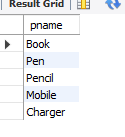 Result Grid
pname
Book
Pen
Pencil
Mobile
Charger